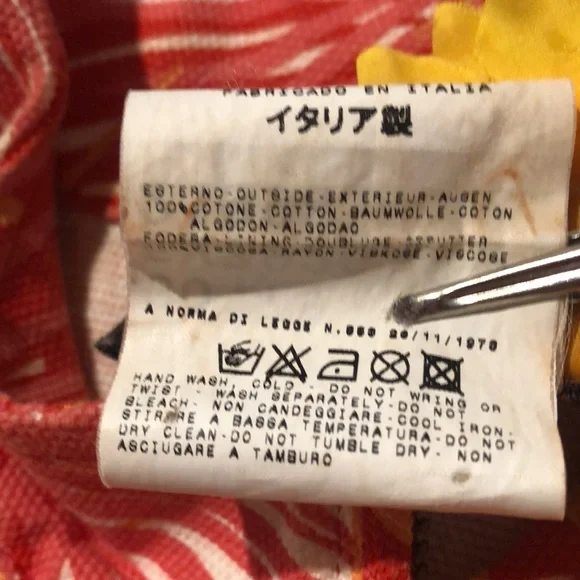 FABRICADO EN ITALIA
イタリア製
ESTERNO-OUTSIDE-EXTERIEUR-AUßEN
100%COTONE-COTTON-BAUMWOLLE-COTON
ALGODON-ALGODAO
FODERA-LINING-DOUBLURE-
VISCOSA-RAYON-VISKOSE-VISCOSE
A NORMA DI LEGGE N. 26/11/1973
HAND WASH, COLD - DO NOT WRING OR
TWIST - WASH SEPARATELY-DO NOT
BLEACH- NON CANDEGGIARE-COOL IRON-
STIRARE A BASSA TEMPERATURA-DO NOT
DRY CLEAN-DO NOT TUMBLE DRY- NON
ASCIUGARE A TAMBURO